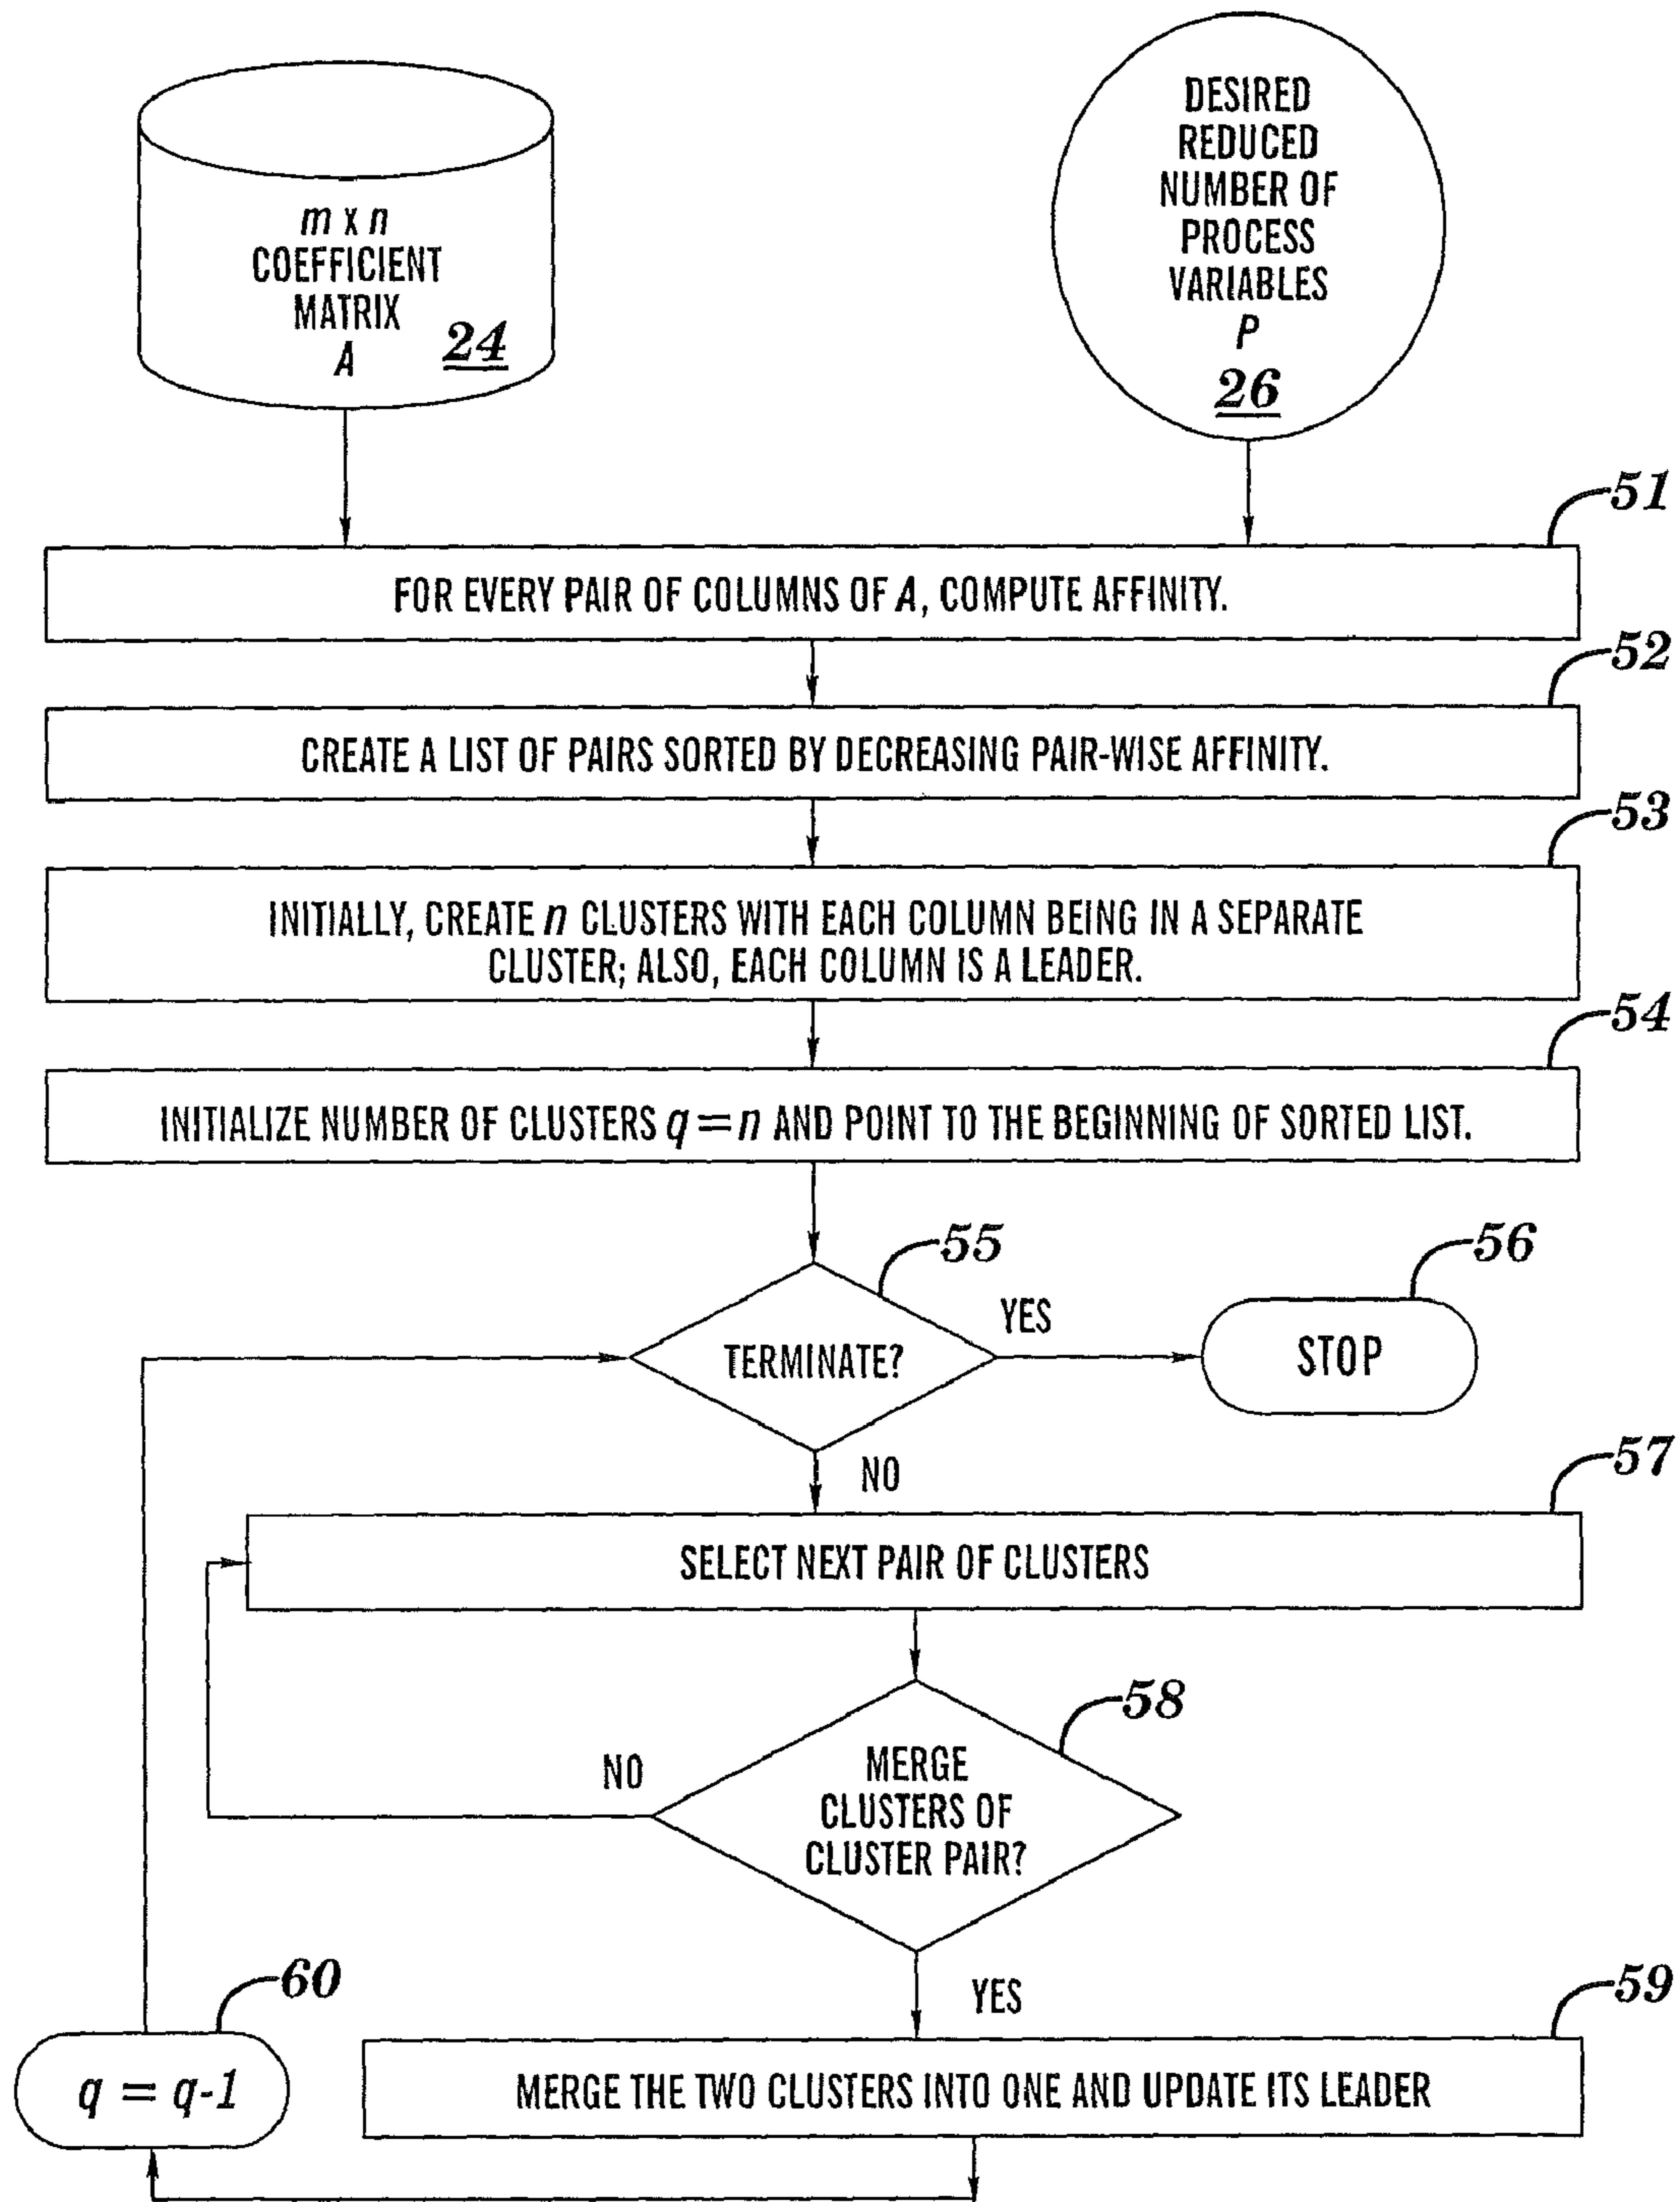 m x n
COEFFICIENT
MATRIX
A
24
DESIRED
REDUCED
NUMBER OF
PROCESS
VARIABLES
P
26
51
FOR EVERY PAIR OF COLUMNS OF A, COMPUTE AFFINITY.
52
CREATE A LIST OF PAIRS SORTED BY DECREASING PAIR-WISE AFFINITY.
53
INITIALLY, CREATE n CLUSTERS WITH EACH COLUMN BEING IN A SEPARATE
CLUSTER; ALSO, EACH COLUMN IS A LEADER.
54
INITIALIZE NUMBER OF CLUSTERS q=n AND POINT TO THE BEGINNING OF SORTED LIST.
55
TERMINATE?
YES
56
STOP
NO
57
SELECT NEXT PAIR OF CLUSTERS
58
MERGE
CLUSTERS OF
CLUSTER PAIR?
NO
YES
59
MERGE THE TWO CLUSTERS INTO ONE AND UPDATE ITS LEADER
60
q = q-1